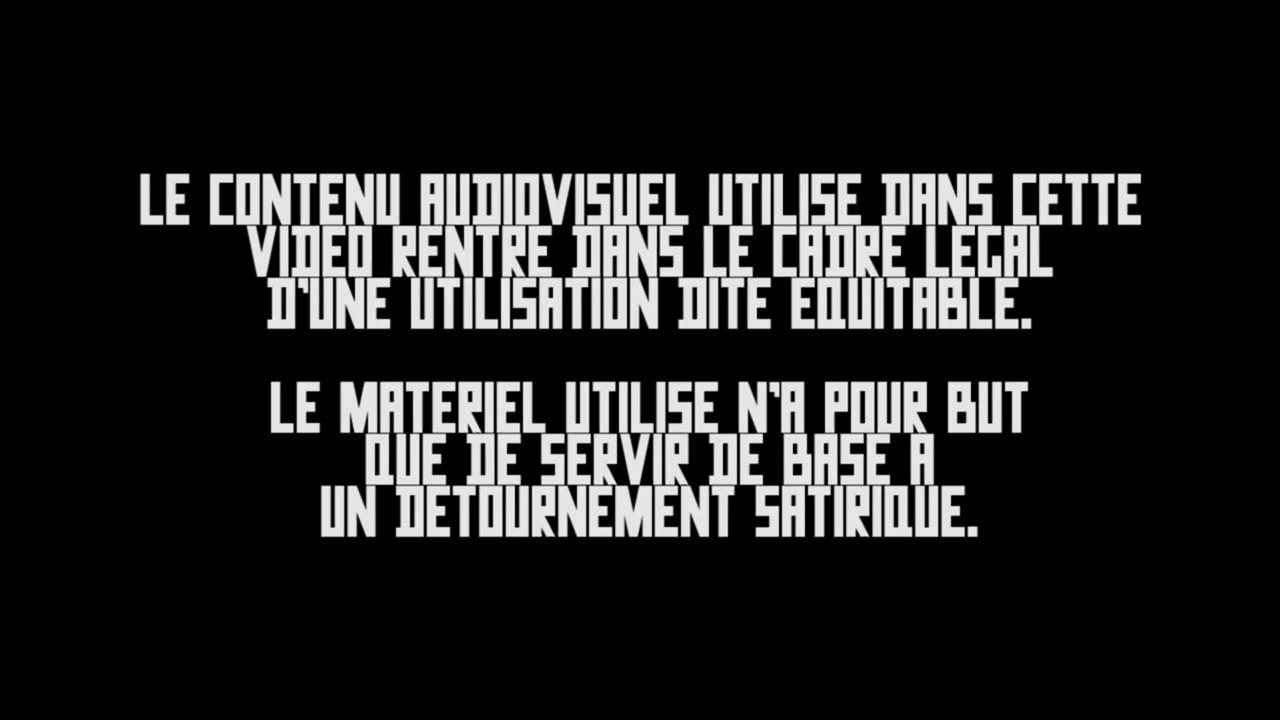 LE CONTENU AUDIOVISUEL UTILISE DANS CETTE
VIDEO RENTRE DANS LE CADRE LEGAL
D'UNE UTILISATION DITE EQUITABLE.
LE MATERIEL UTILISE N'A POUR BUT
QUE DE SERVIR DE BASE A
UN DETOURNEMENT SATIRIQUE.